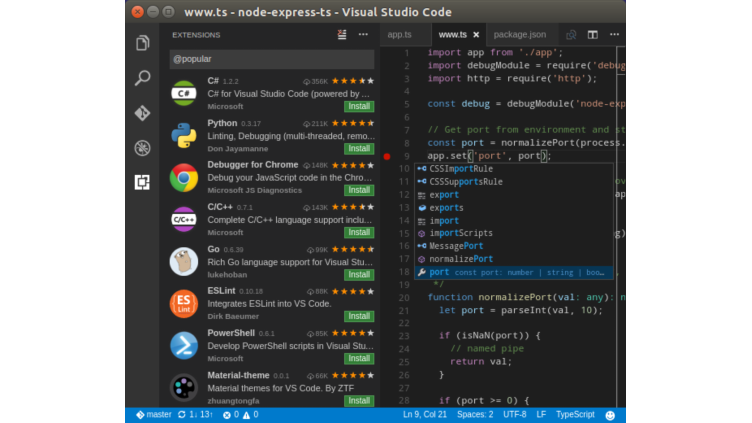 www.ts - node-express-ts - Visual Studio Code
EXTENSIONS
@popular
C# 1.2.2 356K
C# for Visual Studio Code (powered by ...
Microsoft Install
Python 0.3.17 211K
Linting, Debugging (multi-threaded, remo...
Don Jayamanne Install
Debugger for Chrome 148K
Debug your JavaScript code in the Chro...
Microsoft JS Diagnostics Install
C/C++ 0.7.1 143K
Complete C/C++ language support inclu...
Microsoft Install
Go 0.6.39 99K
Rich Go language support for Visual Stu...
lukehoban Install
ESLint 0.10.18 88K
Integrates ESLint into VS Code.
Dirk Baeumer Install
PowerShell 0.6.1 85K
Develop PowerShell scripts in Visual Stu...
Microsoft Install
Material-theme 0.0.1 66K
Material themes for VS Code. By ZTF
zhuangtongfa Install
app.ts www.ts package.json
1 import app from './app';
2 import debugModule = require('debug
3 import http = require('http');
4
5 const debug = debugModule('node-exp
6
7 // Get port from environment and st
8 const port = normalizePort(process.
9 app.set('port', port);
10 CSSImportRule
11 CSSSupportsRule
12 export
13 exports
14 import
15 importScripts
16 MessagePort
17 normalizePort
18 port const port: number | string | boo...
19 */
20 function normalizePort(val: any): n
21 let port = parseInt(val, 10);
22
23 if (isNaN(port)) {
24 // named pipe
25 return val;
26 }
27
28 if (port >= 0) {
master 1↓ 13↑ 0 0 Ln 9, Col 21 Spaces: 2 UTF-8 LF TypeScript